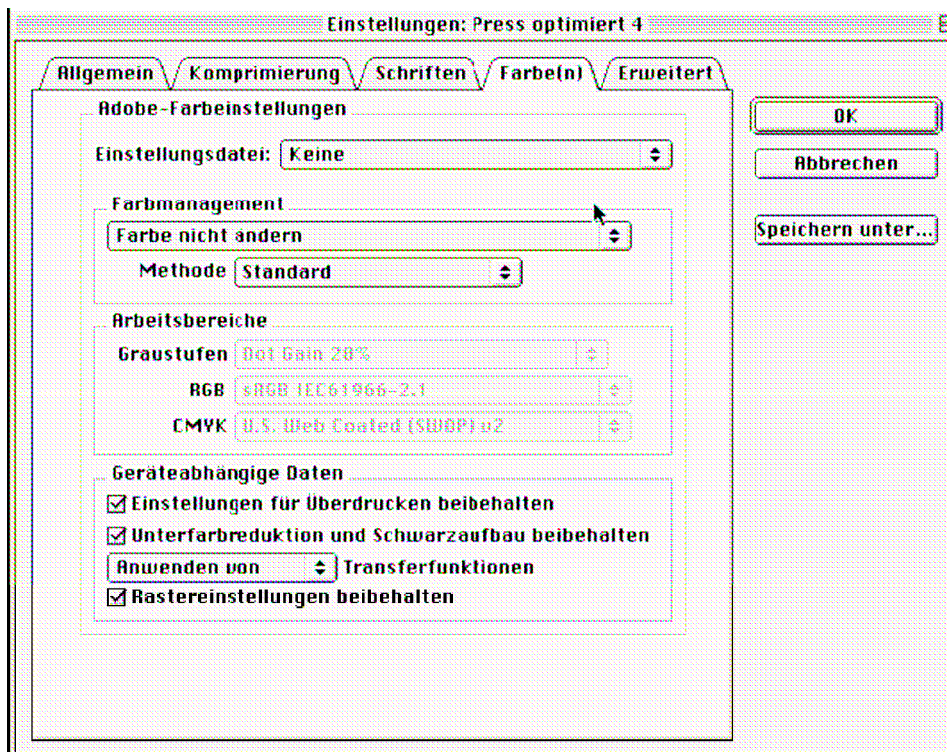 Einstellungen: Press optimiert 4
Allgemein Komprimierung Schriften Farbe(n) Erweitert
Adobe-Farbeinstellungen
OK
Einstellungsdatei: Keine
Abbrechen
Farbmanagement
Farbe nicht ändern
Speichern unter...
Methode Standard
Arbeitsbereiche
Graustufen Dot Gain 20%
RGB sRGB IEC61966-2.1
CMYK U.S. Web Coated (SWOP) v2
Geräteabhängige Daten
Einstellungen für Überdrucken beibehalten
Unterfarbreduktion und Schwarzaufbau beibehalten
Anwenden von Transferfunktionen
Rastereinstellungen beibehalten